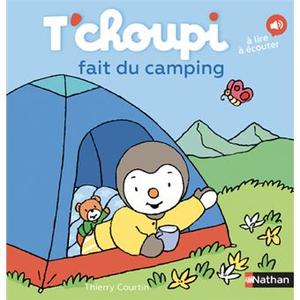 T'choupi
à lire
à écouter
fait du camping
Thierry Courtin
Nathan